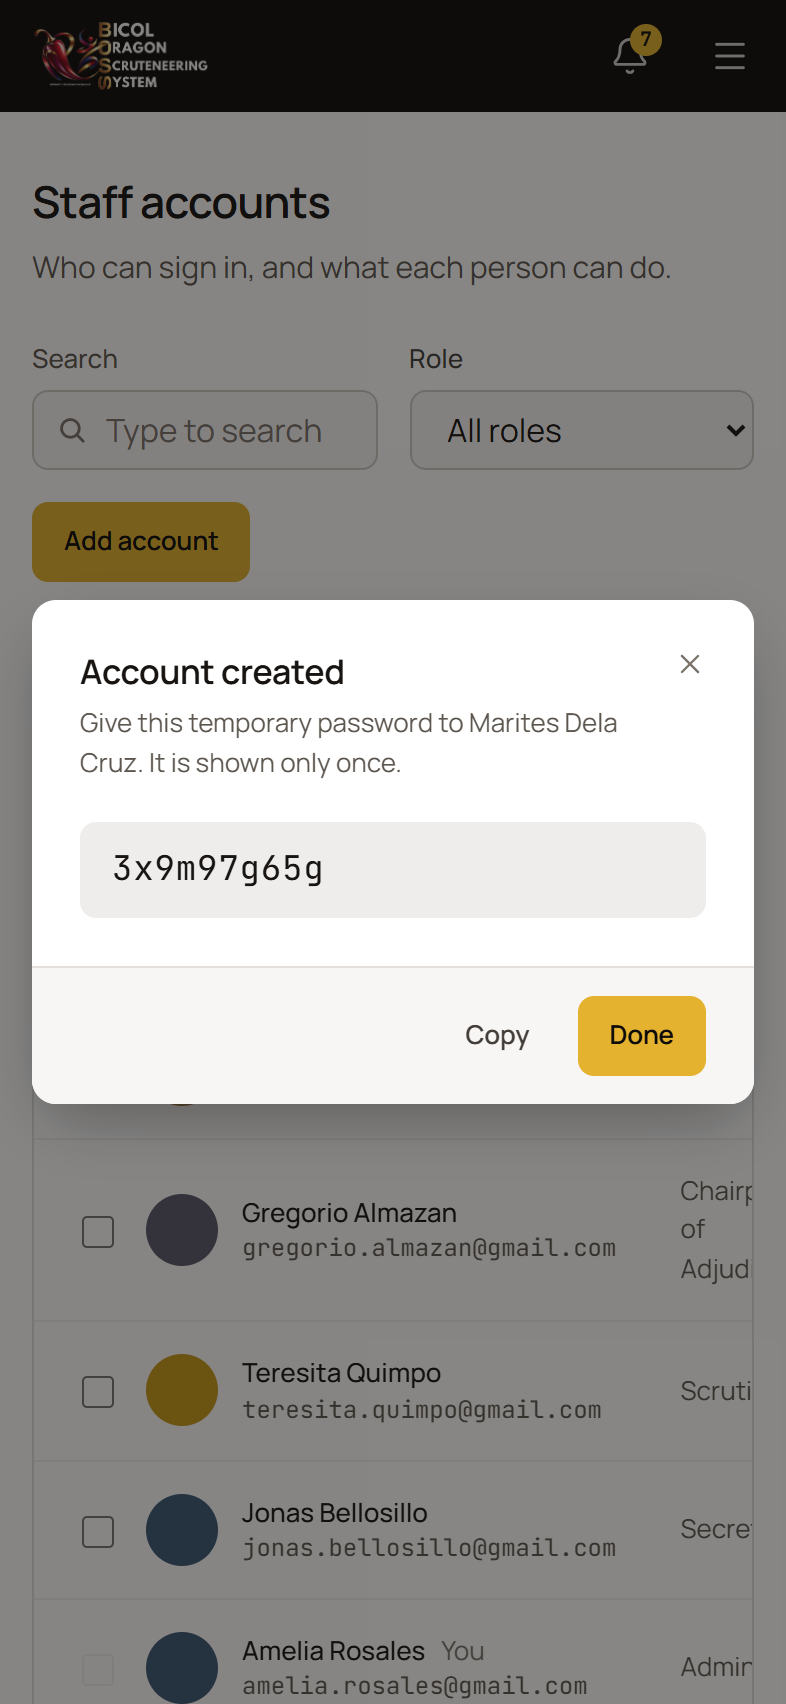 BICOL
DRAGON
SCRUTENEERING
SYSTEM
7
Staff accounts
Who can sign in, and what each person can do.
Search
Role
Type to search
All roles
Add account
Account created
Give this temporary password to Marites Dela
Cruz. It is shown only once.
3x9m97g65g
Copy
Done
Gregorio Almazan
gregorio.almazan@gmail.com
Chairp
of
Adjudi
Teresita Quimpo
teresita.quimpo@gmail.com
Scruti
Jonas Bellosillo
jonas.bellosillo@gmail.com
Secret
Amelia Rosales You
amelia.rosales@gmail.com
Admin